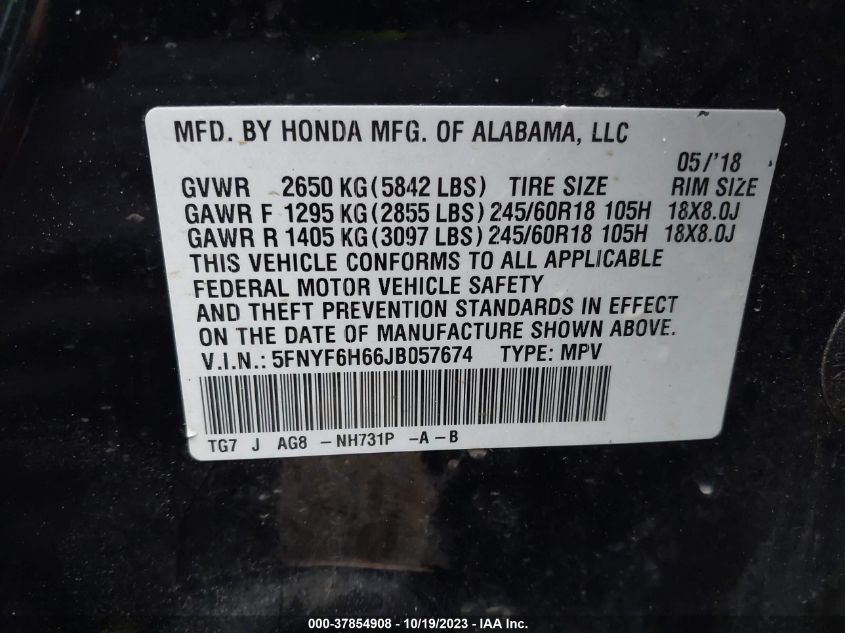 MFD. BY HONDA MFG. OF ALABAMA, LLC
05/'18
GVWR 2650 KG(5842 LBS) TIRE SIZE RIM SIZE
GAWR F 1295 KG(2855 LBS)245/60R18 105H 18X8.0J
GAWR R 1405 KG(3097 LBS)245/60R18 105H 18X8.0J
THIS VEHICLE CONFORMS TO ALL APPLICABLE
FEDERAL MOTOR VEHICLE SAFETY
AND THEFT PREVENTION STANDARDS IN EFFECT
ON THE DATE OF MANUFACTURE SHOWN ABOVE.
V.I.N.: 5FNYF6H66JB057674 TYPE: MPV
TG7 J AG8 -NH731P -A-B
000-37854908 - 10/19/2023 - IAA Inc.